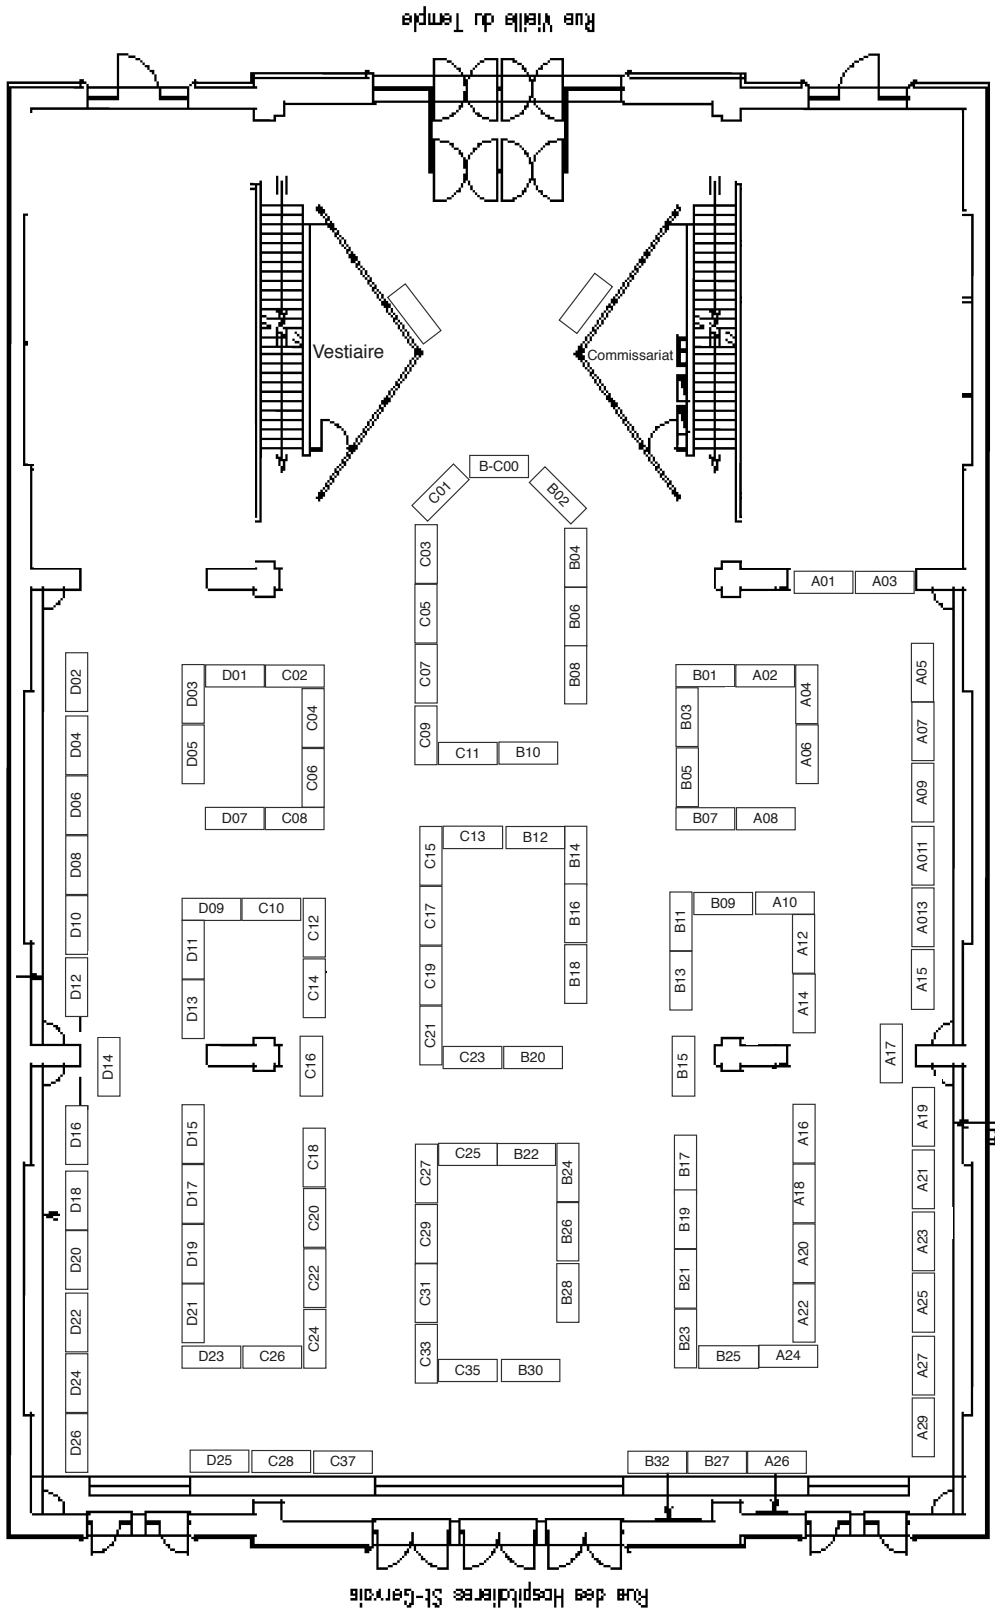 Rue Vieille du Temple
Vestiaire
Commissariat
B-C00
C01
B02
C03
B04
A01
A03
C05
B06
D02
D03
D01
C02
C07
B08
B01
A02
A04
A05
C04
B03
D04
D05
C09
C11
B10
A06
A07
C06
B05
D06
D07
C08
B07
A08
A09
D08
C15
C13
B12
B14
A011
D10
D09
C10
C12
C17
B16
B11
B09
A10
A013
D11
A12
D12
C14
C19
B18
B13
A15
D13
A14
C21
D14
C16
C23
B20
B15
A17
D16
D15
A16
A19
C18
C27
C25
B22
B24
B17
D18
D17
A18
A21
C20
C29
B26
B19
D20
D19
A20
A23
C22
C31
B28
B21
D22
D21
A22
A25
C24
C33
B23
D23
C26
B25
A24
D24
C35
B30
A27
D26
A29
D25
C28
C37
B32
B27
A26
Rue des Hospitalieres St-Gervais